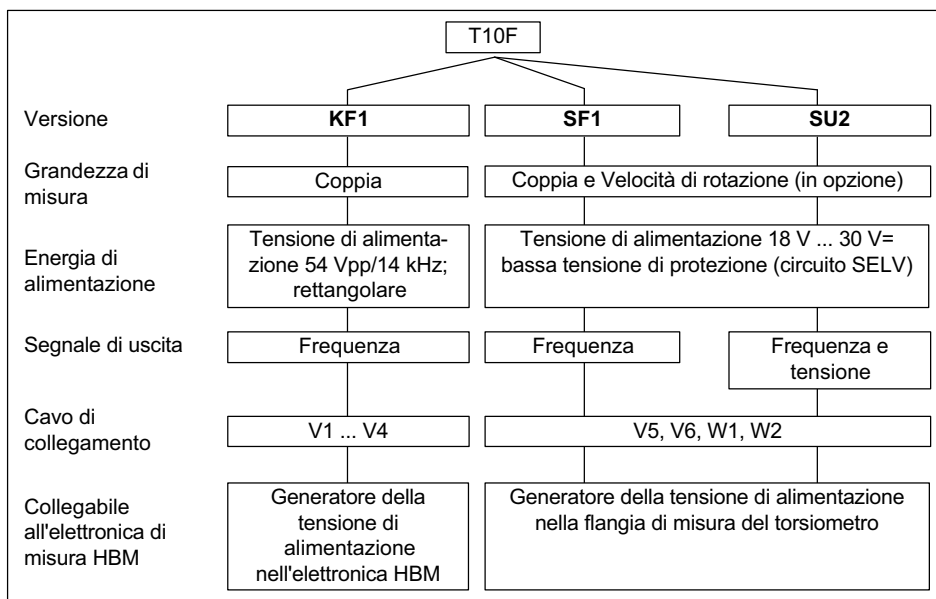 T10F
Versione
KF1
SF1
SU2
Grandezza di
misura
Coppia
Coppia e Velocità di rotazione (in opzione)
Energia di
alimentazione
Tensione di alimenta-
zione 54 Vpp/14 kHz;
rettangolare
Tensione di alimentazione 18 V ... 30 V=
bassa tensione di protezione (circuito SELV)
Segnale di uscita
Frequenza
Frequenza
Frequenza e
tensione
Cavo di
collegamento
V1 ... V4
V5, V6, W1, W2
Collegabile
all'elettronica di
misura HBM
Generatore della
tensione di
alimentazione
nell'elettronica HBM
Generatore della tensione di alimentazione
nella flangia di misura del torsiometro